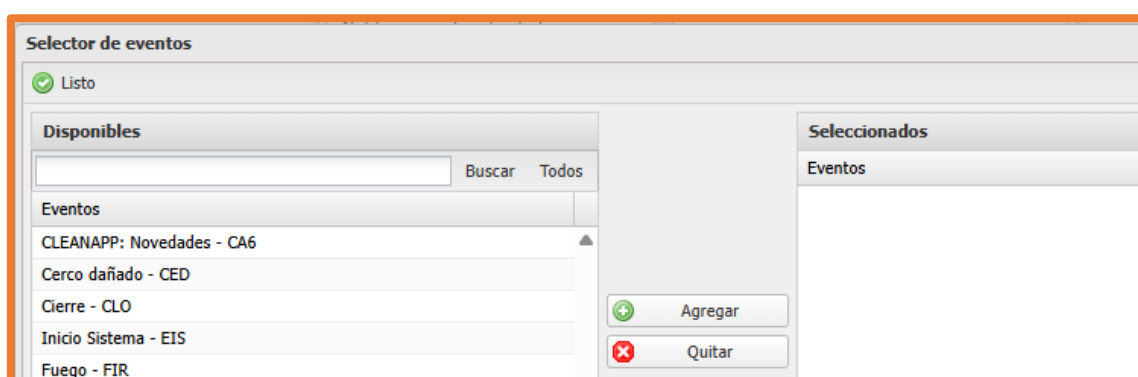 Selector de eventos
Listo
Disponibles
Buscar Todos
Eventos
CLEANAPP: Novedades - CA6
Cerco dañado - CED
Cierre - CLO
Inicio Sistema - EIS
Fuego - FIR
Agregar
Quitar
Seleccionados
Eventos